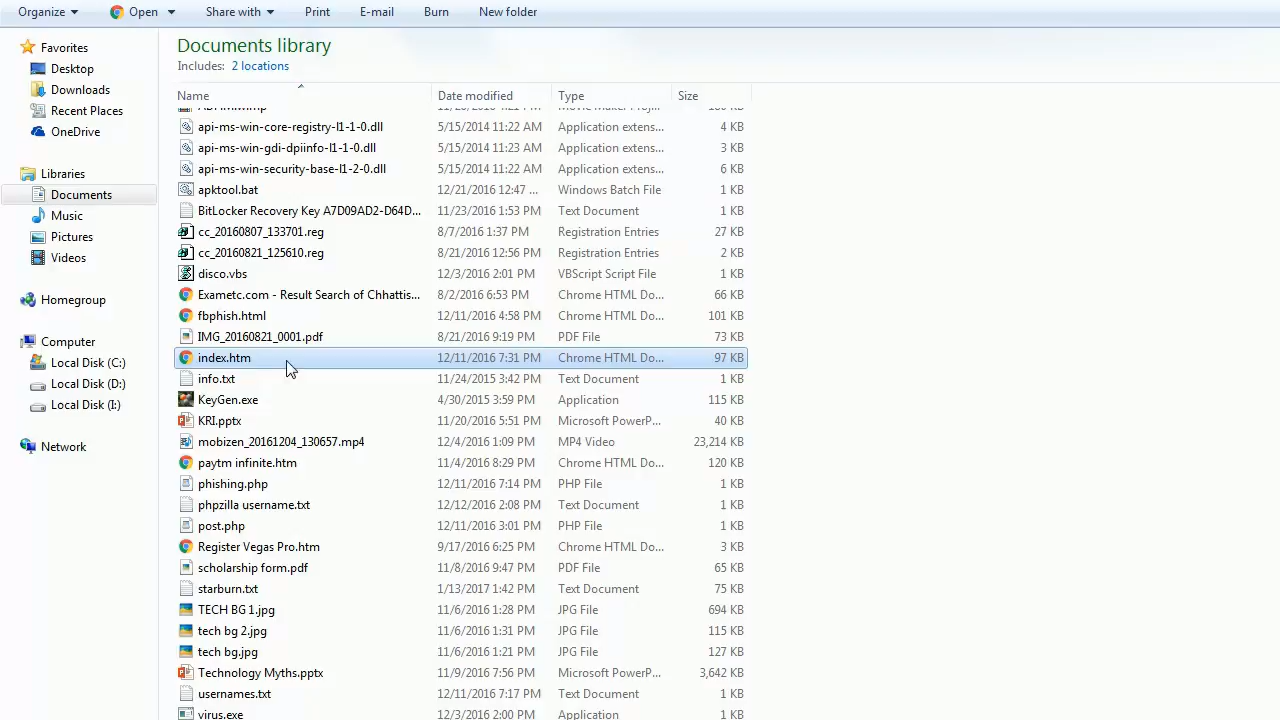 Organize Open Share with Print E-mail Burn New folder
Favorites
Desktop
Downloads
Recent Places
OneDrive
Libraries
Documents
Music
Pictures
Videos
Homegroup
Computer
Local Disk (C:)
Local Disk (D:)
Local Disk (I:)
Network
Documents library
Includes: 2 locations
Name Date modified Type Size
api-ms-win-core-registry-l1-1-0.dll 5/15/2014 11:22 AM Application extens... 4 KB
api-ms-win-gdi-dpiinfo-l1-1-0.dll 5/15/2014 11:23 AM Application extens... 3 KB
api-ms-win-security-base-l1-2-0.dll 5/15/2014 11:22 AM Application extens... 6 KB
apktool.bat 12/21/2016 12:47 ... Windows Batch File 1 KB
BitLocker Recovery Key A7D09AD2-D64D... 11/23/2016 1:53 PM Text Document 1 KB
cc_20160807_133701.reg 8/7/2016 1:37 PM Registration Entries 27 KB
cc_20160821_125610.reg 8/21/2016 12:56 PM Registration Entries 2 KB
disco.vbs 12/3/2016 2:01 PM VBScript Script File 1 KB
Exametc.com - Result Search of Chhattis... 8/2/2016 6:53 PM Chrome HTML Do... 66 KB
fbphish.html 12/11/2016 4:58 PM Chrome HTML Do... 101 KB
IMG_20160821_0001.pdf 8/21/2016 9:19 PM PDF File 73 KB
index.htm 12/11/2016 7:31 PM Chrome HTML Do... 97 KB
info.txt 11/24/2015 3:42 PM Text Document 1 KB
KeyGen.exe 4/30/2015 3:59 PM Application 115 KB
KRI.pptx 11/20/2016 5:51 PM Microsoft PowerP... 40 KB
mobizen_20161204_130657.mp4 12/4/2016 1:09 PM MP4 Video 23,214 KB
paytm infinite.htm 11/4/2016 8:29 PM Chrome HTML Do... 120 KB
phishing.php 12/11/2016 7:14 PM PHP File 1 KB
phpzilla username.txt 12/12/2016 2:08 PM Text Document 1 KB
post.php 12/11/2016 3:01 PM PHP File 1 KB
Register Vegas Pro.htm 9/17/2016 6:25 PM Chrome HTML Do... 3 KB
scholarship form.pdf 11/8/2016 9:47 PM PDF File 65 KB
starburn.txt 1/13/2017 1:42 PM Text Document 75 KB
TECH BG 1.jpg 11/6/2016 1:28 PM JPG File 694 KB
tech bg 2.jpg 11/6/2016 1:31 PM JPG File 115 KB
tech bg.jpg 11/6/2016 1:21 PM JPG File 127 KB
Technology Myths.pptx 11/9/2016 7:56 PM Microsoft PowerP... 3,642 KB
usernames.txt 12/11/2016 7:17 PM Text Document 1 KB
virus.exe 12/3/2016 2:00 PM Application 1 KB